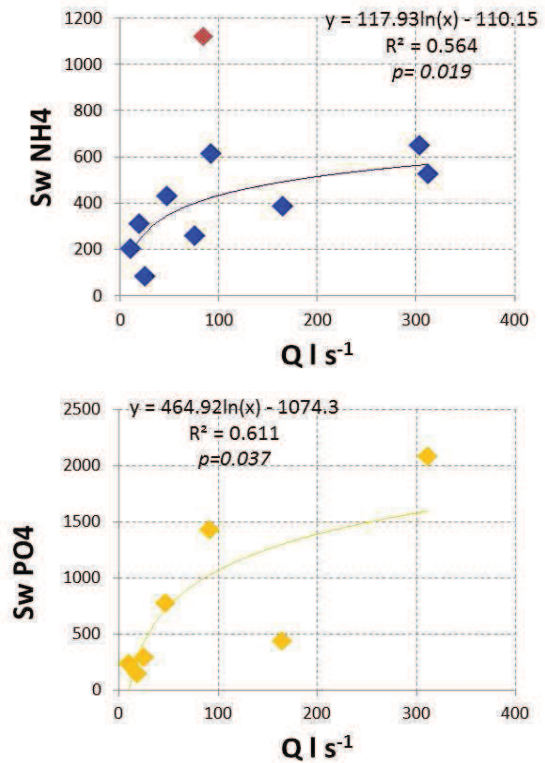 y = 117.93ln(x) - 110.15
R² = 0.564
p= 0.019
1200
1000
800
600
400
200
0
Sw NH4
0 100 200 300 400
Q l s⁻¹
y = 464.92ln(x) - 1074.3
R² = 0.611
p=0.037
2500
2000
1500
1000
500
0
Sw PO4
0 100 200 300 400
Q l s⁻¹